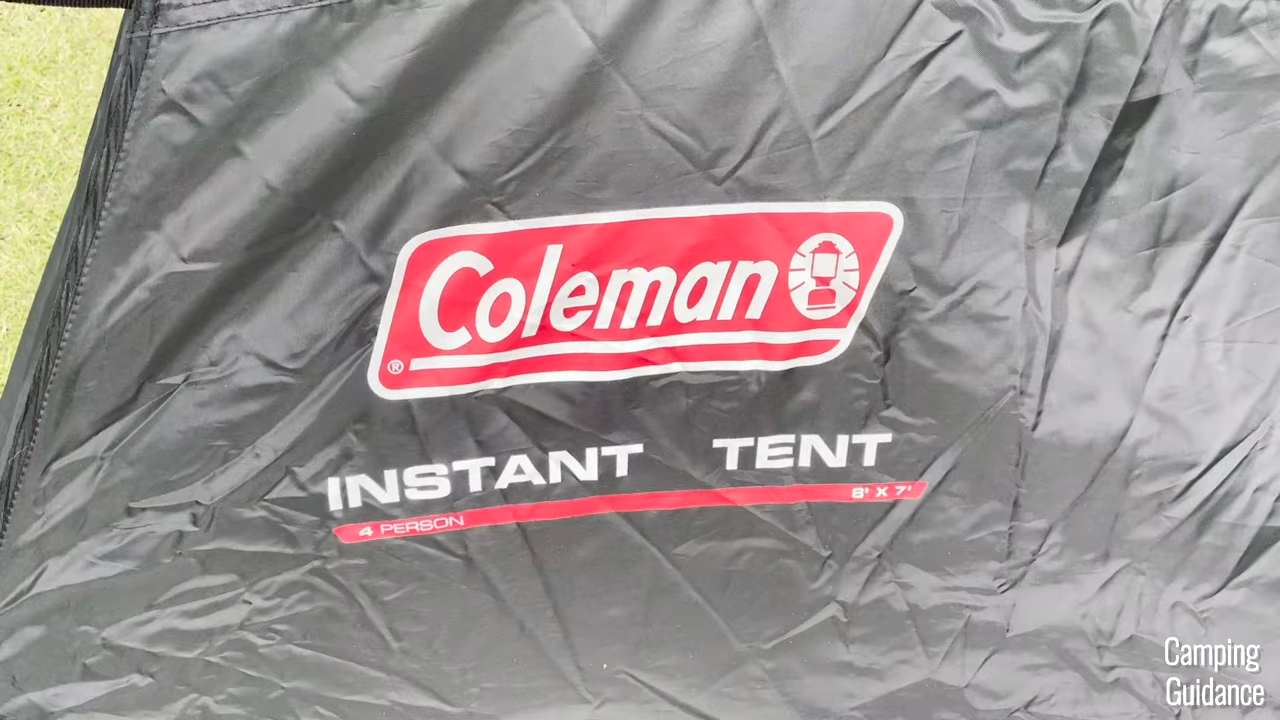 Coleman
®
INSTANT TENT
4 PERSON 8' X 7'
Camping
Guidance